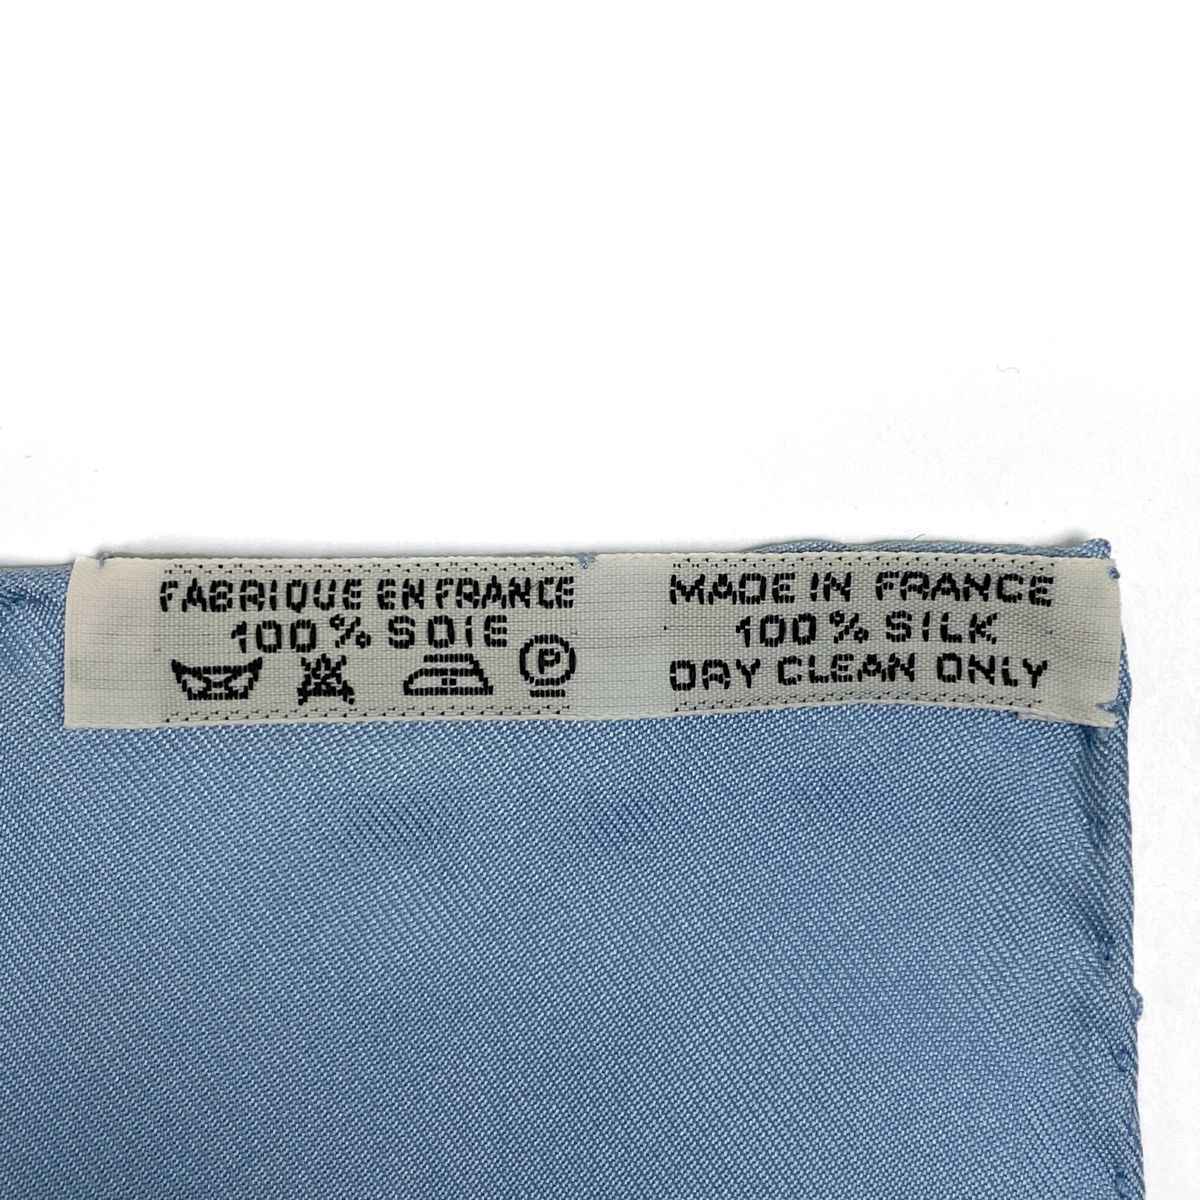 FABRIQUE EN FRANCE
100% SOIE
P
MADE IN FRANCE
100% SILK
DRY CLEAN ONLY